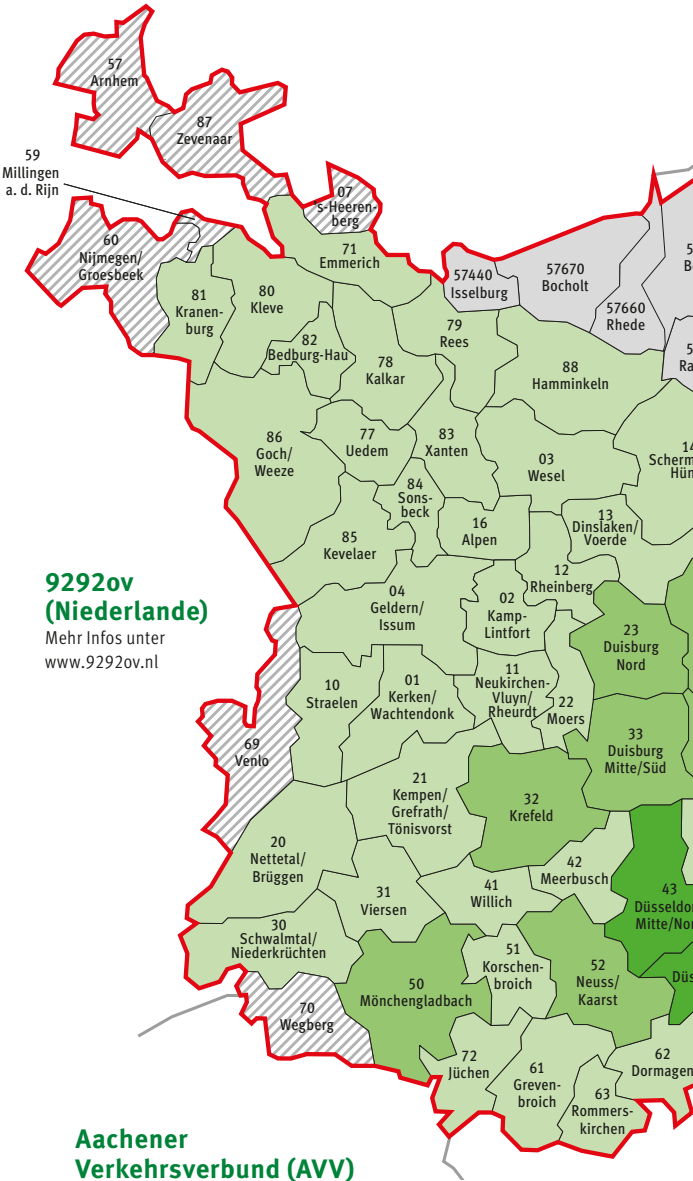 57
Arnhem
87
Zevenaar
59
Millingen
a. d. Rijn
07
's-Heeren-
berg
60
Nijmegen/
Groesbeek
71
Emmerich
57440
Isselburg
57670
Bocholt
57660
Rhede
81
Kranen-
burg
80
Kleve
82
Bedburg-Hau
79
Rees
78
Kalkar
88
Hamminkeln
86
Goch/
Weeze
77
Uedem
83
Xanten
03
Wesel
84
Sons-
beck
85
Kevelaer
16
Alpen
13
Dinslaken/
Voerde
12
Rheinberg
9292ov
(Niederlande)
Mehr Infos unter
www.9292ov.nl
04
Geldern/
Issum
02
Kamp-
Lintfort
23
Duisburg
Nord
10
Straelen
01
Kerken/
Wachtendonk
11
Neukirchen-
Vluyn/
Rheurdt
22
Moers
69
Venlo
33
Duisburg
Mitte/Süd
21
Kempen/
Grefrath/
Tönisvorst
32
Krefeld
20
Nettetal/
Brüggen
42
Meerbusch
31
Viersen
41
Willich
43
Düsseldo
Mitte/No
30
Schwalmtal/
Niederkrüchten
51
Korschen-
broich
50
Mönchengladbach
52
Neuss/
Kaarst
Düs
70
Wegberg
72
Jüchen
61
Greven-
broich
62
Dormagen
63
Rommers-
kirchen
Aachener
Verkehrsverbund (AVV)